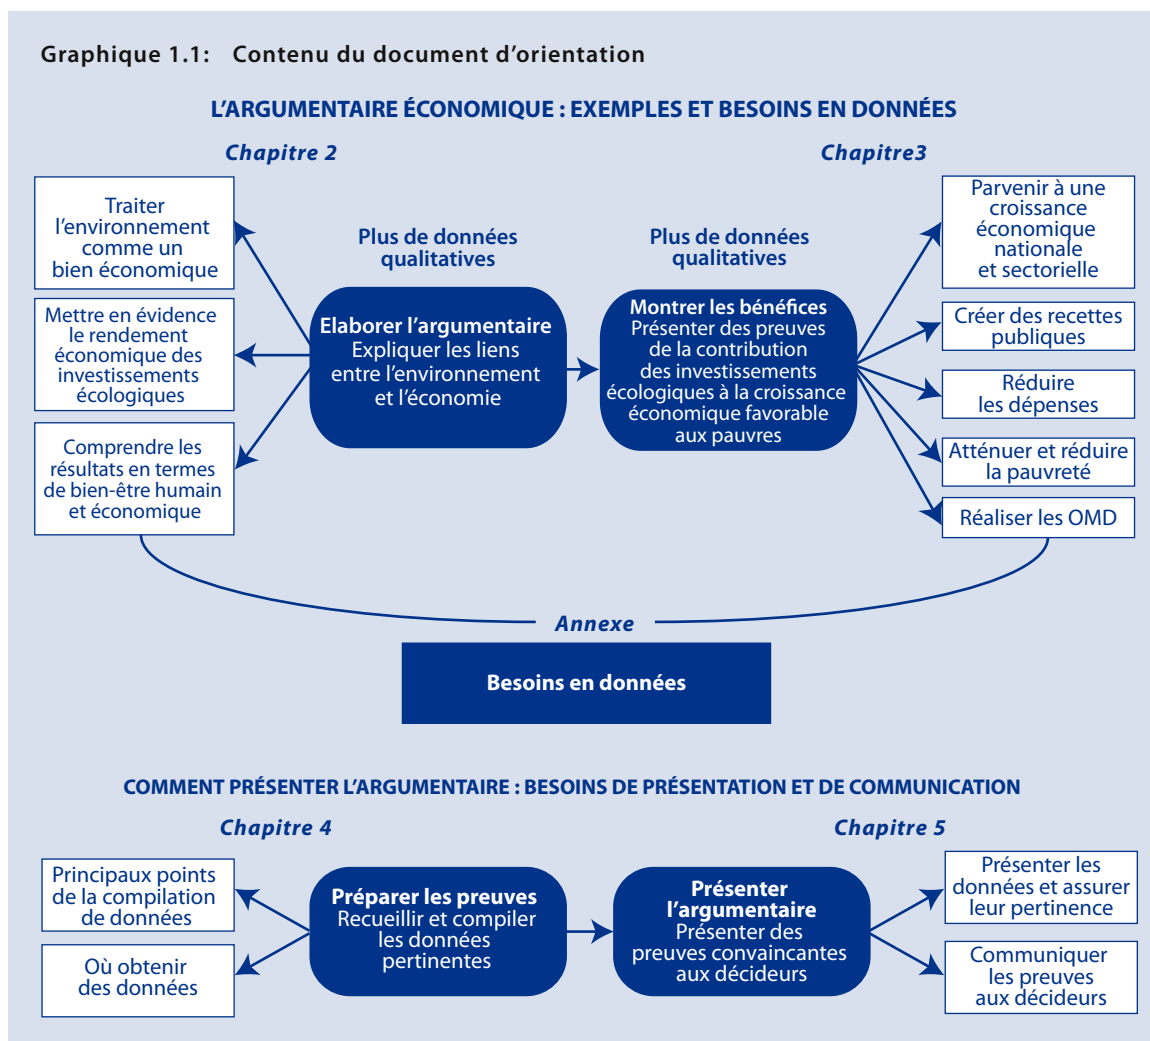 Graphique 1.1: Contenu du document d'orientation
L'ARGUMENTAIRE ÉCONOMIQUE : EXEMPLES ET BESOINS EN DONNÉES
Chapitre 2
Traiter
l'environnement
comme un
bien économique
Mettre en évidence
le rendement
économique des
investissements
écologiques
Comprendre les
résultats en termes
de bien-être humain
et économique
Plus de données
qualitatives
Elaborer l'argumentaire
Expliquer les liens
entre l'environnement
et l'économie
Chapitre3
Plus de données
qualitatives
Montrer les bénéfices
Présenter des preuves
de la contribution
des investissements
écologiques à la croissance
économique favorable
aux pauvres
Parvenir à une
croissance
économique
nationale
et sectorielle
Créer des recettes
publiques
Réduire
les dépenses
Atténuer et réduire
la pauvreté
Réaliser les OMD
Annexe
Besoins en données
COMMENT PRÉSENTER L'ARGUMENTAIRE : BESOINS DE PRÉSENTATION ET DE COMMUNICATION
Chapitre 4
Principaux points
de la compilation
de données
Où obtenir
des données
Préparer les preuves
Recueillir et compiler
les données
pertinentes
Chapitre 5
Présenter
l'argumentaire
Présenter des
preuves convaincantes
aux décideurs
Présenter les
données et assurer
leur pertinence
Communiquer
les preuves
aux décideurs